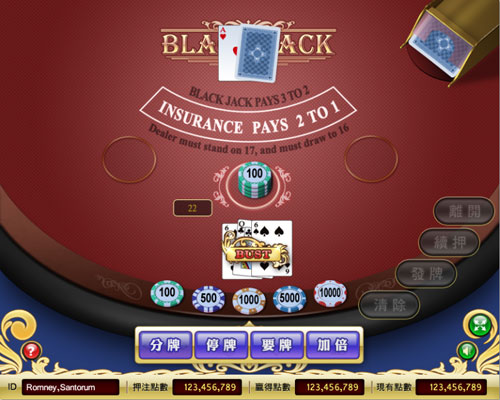 BLACKJACK
A
BLACK JACK PAYS 3 TO 2
INSURANCE PAYS 2 TO 1
Dealer must stand on 17, and must draw to 16
100
22
6 Q 6
BUST
離開
續押
發牌
清除
100 500 1000 5000 10000
分牌 停牌 要牌 加倍
?
ID Romney,Santorum 押注點數 123,456,789 贏得點數 123,456,789 現有點數 123,456,789